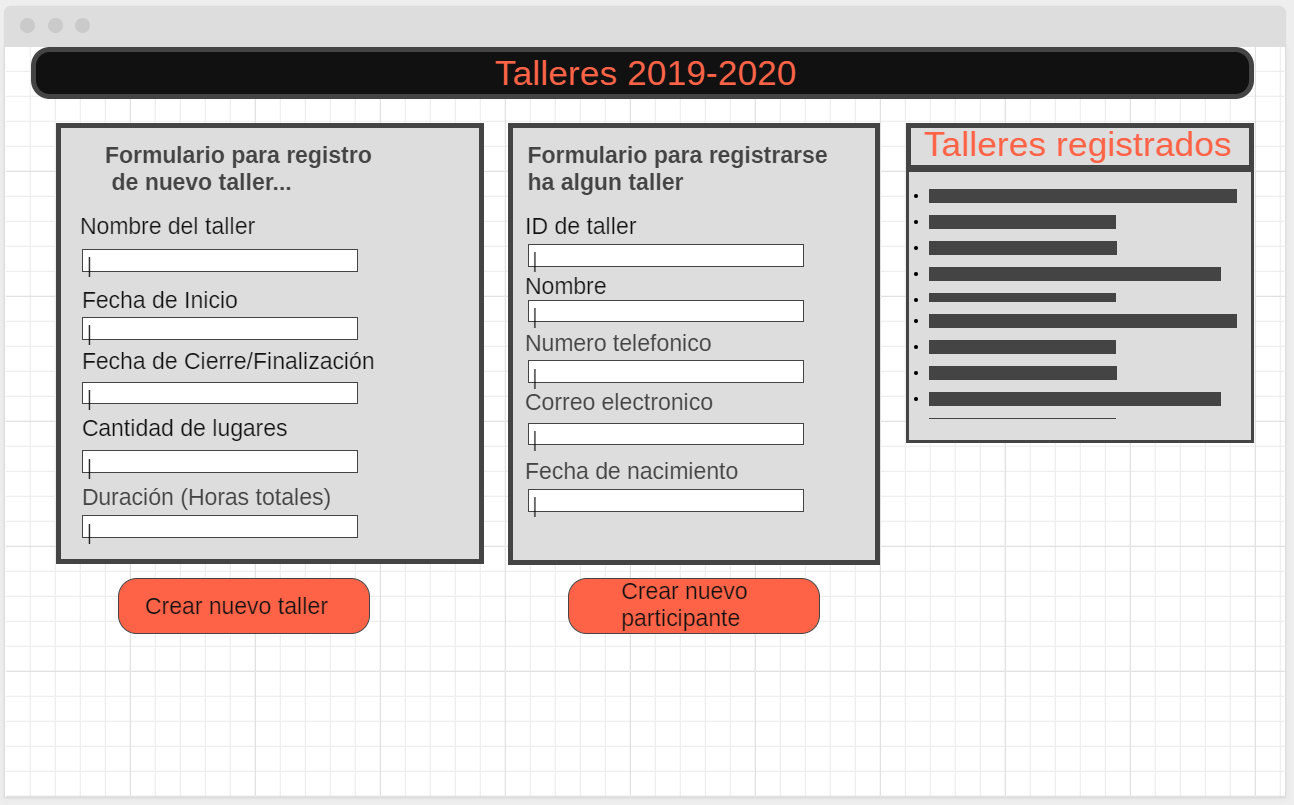 Talleres 2019-2020
Formulario para registro
de nuevo taller...
Nombre del taller
Fecha de Inicio
Fecha de Cierre/Finalización
Cantidad de lugares
Duración (Horas totales)
Crear nuevo taller
Formulario para registrarse
ha algun taller
ID de taller
Nombre
Numero telefonico
Correo electronico
Fecha de nacimiento
Crear nuevo
participante
Talleres registrados